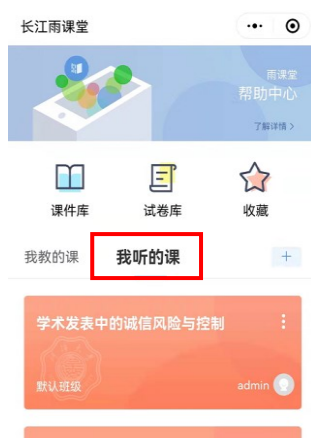 长江雨课堂
雨课堂
帮助中心
了解详情 >
课件库
试卷库
收藏
我教的课
我听的课
+
学术发表中的诚信风险与控制
默认班级
admin